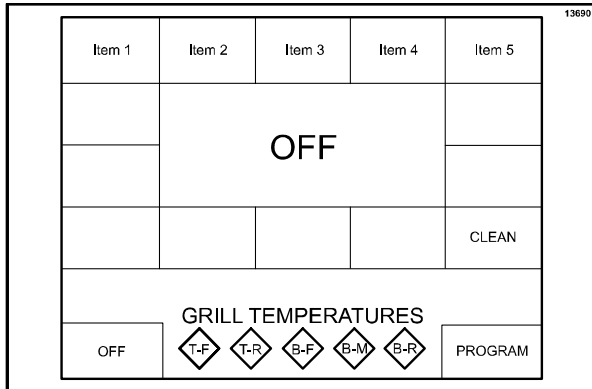 13690
Item 1 Item 2 Item 3 Item 4 Item 5
OFF
CLEAN
GRILL TEMPERATURES
OFF T-F T-R B-F B-M B-R PROGRAM